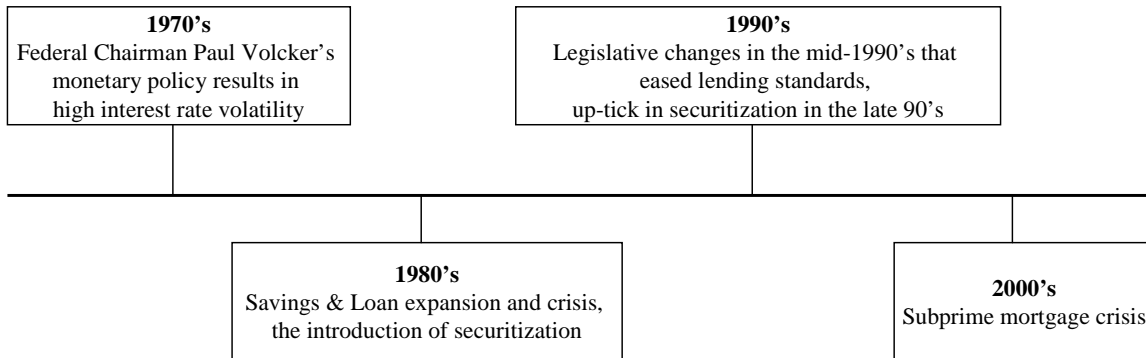 1970's
Federal Chairman Paul Volcker's
monetary policy results in
high interest rate volatility
1990's
Legislative changes in the mid-1990's that
eased lending standards,
up-tick in securitization in the late 90's
1980's
Savings & Loan expansion and crisis,
the introduction of securitization
2000's
Subprime mortgage crisis